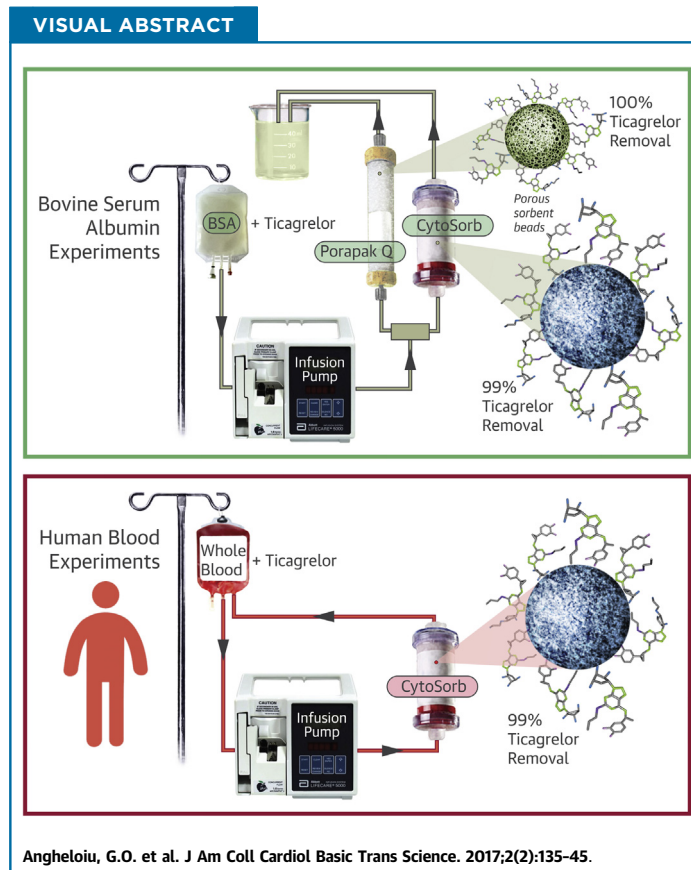 VISUAL ABSTRACT
Bovine Serum
Albumin
Experiments
BSA
+ Ticagrelor
Porapak Q
CytoSorb
Porous
sorbent
beads
100%
Ticagrelor
Removal
CAUTION
Infusion
Pump
99%
Ticagrelor
Removal
Human Blood
Experiments
Whole
Blood
+ Ticagrelor
CytoSorb
CAUTION
Infusion
Pump
99%
Ticagrelor
Removal
Angheloiu, G.O. et al. J Am Coll Cardiol Basic Trans Science. 2017;2(2):135–45.